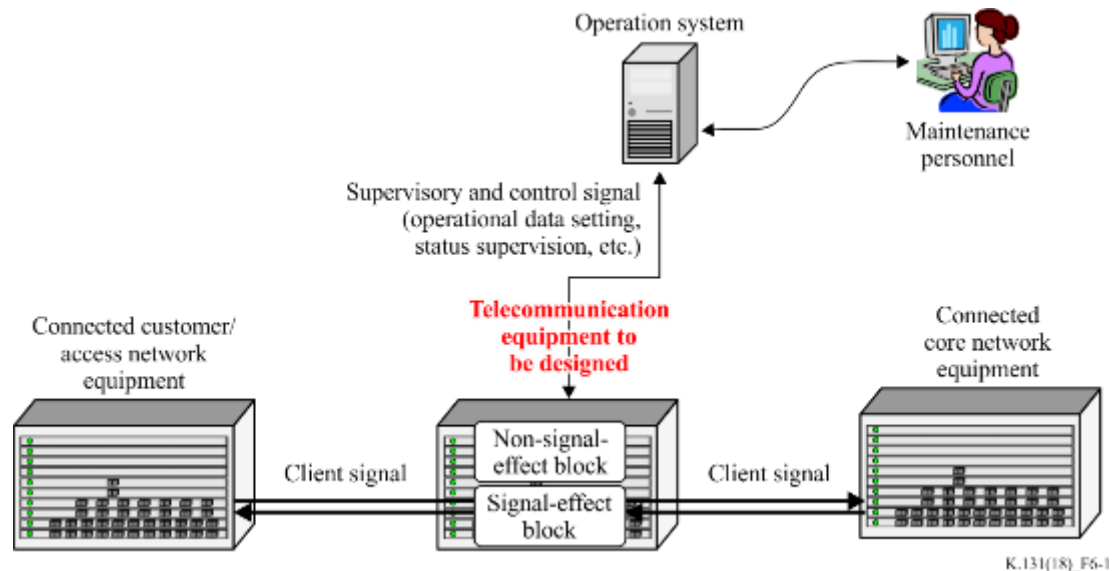 Operation system
Maintenance
personnel
Supervisory and control signal
(operational data setting,
status supervision, etc.)
Telecommunication
equipment to
be designed
Connected customer/
access network
equipment
Connected
core network
equipment
Non-signal-
effect block
Client signal
Client signal
Signal-effect
block
K.131(18)_F6-1